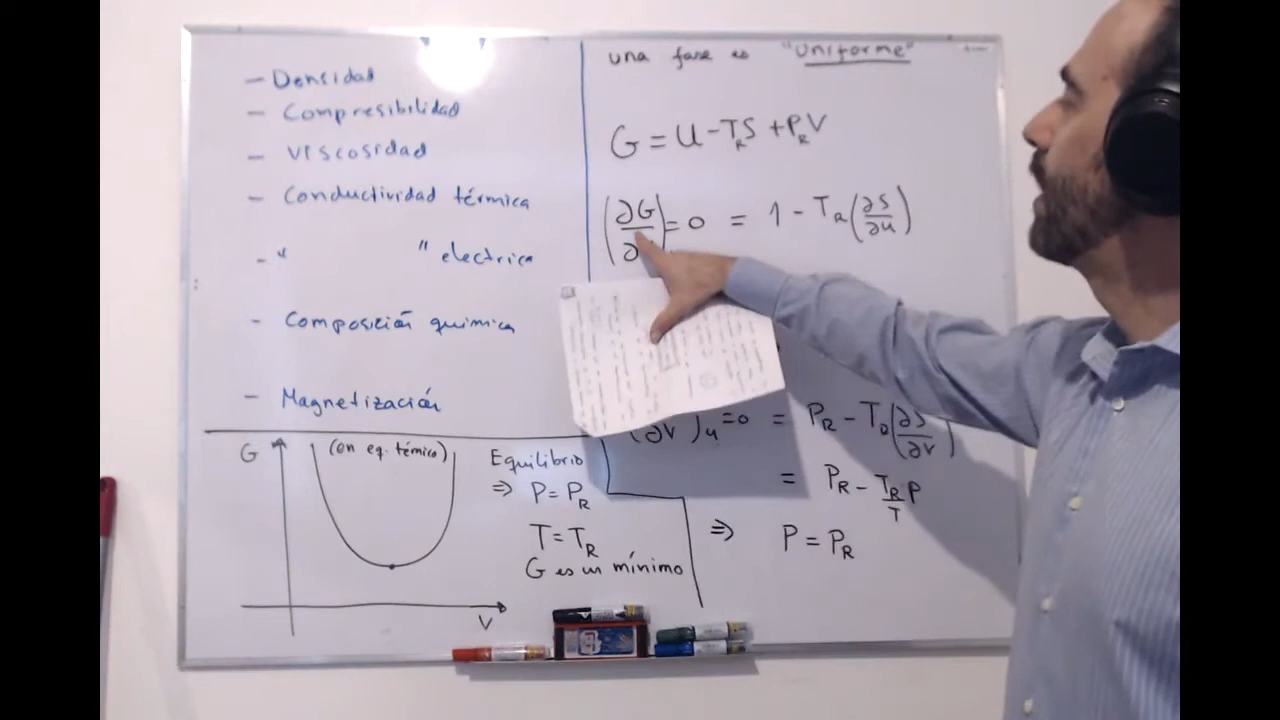 - Densidad
- Compresibilidad
- Viscosidad
- Conductividad térmica
- " " electrica
- Composición química
- Magnetización
G
(en eq. térmico)
V
Equilibrio
⇒ P = P_R
T = T_R
G es un mínimo
una fase es "Uniforme"
G = U - T_R S + P_R V
(∂G/∂ ) = 0 = 1 - T_R (∂S/∂u)
( /∂V)_u = 0 = P_R - T_R (∂S/∂V)
= P_R - T_R/T P
⇒ P = P_R